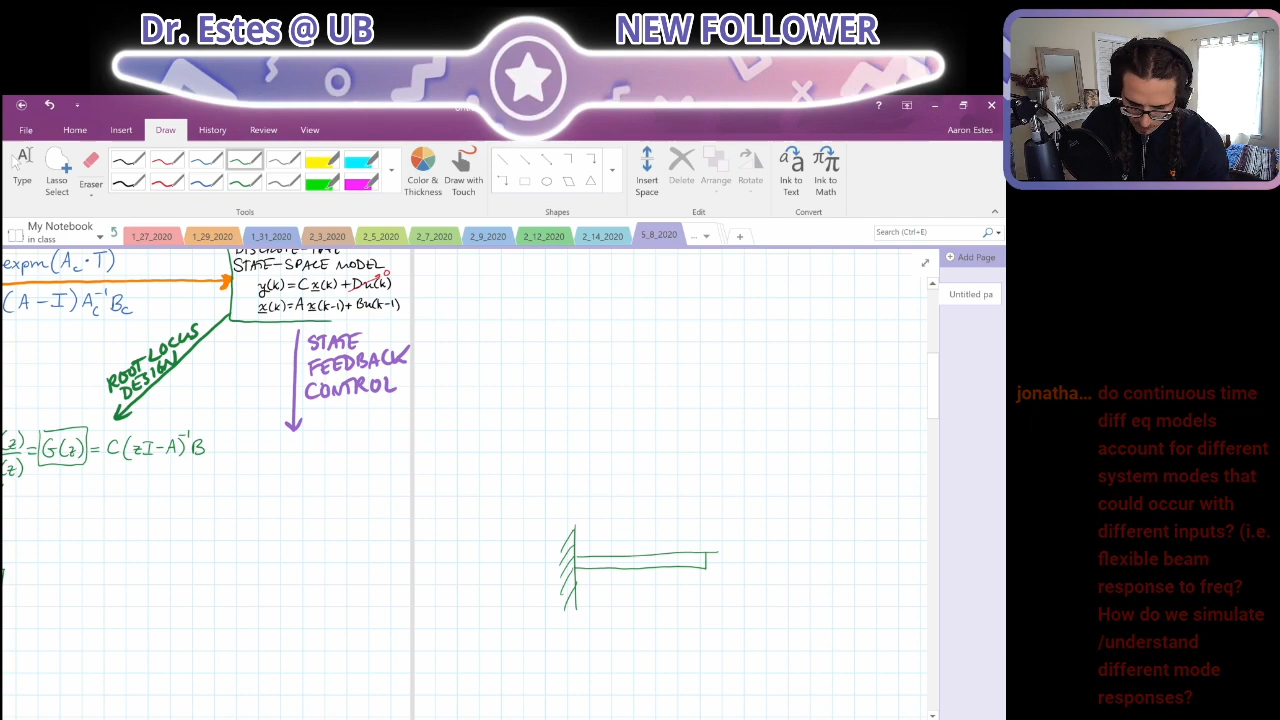 Dr. Estes @ UB
NEW FOLLOWER
Aaron Estes
File
Home
Insert
Draw
History
Review
View
Type
Lasso
Select
Eraser
Color &
Thickness
Draw with
Touch
Insert
Space
Delete
Arrange
Rotate
Ink to
Text
Ink to
Math
Tools
Shapes
Edit
Convert
My Notebook
in class
1_27_2020
1_29_2020
1_31_2020
2_3_2020
2_5_2020
2_7_2020
2_9_2020
2_12_2020
2_14_2020
5_8_2020
...
Search (Ctrl+E)
Add Page
Untitled pa
expm(A_c·T)
(A-I)A_c^{-1}B_c
STATE-SPACE MODEL
y(k)=Cx(k)+Du(k) 0
x(k)=Ax(k-1)+Bu(k-1)
ROOT LOCUS
DESIGN
STATE
FEEDBACK
CONTROL
(z)
(z)
=G(z)=C(zI-A)^{-1}B
jonatha... do continuous time
diff eq models
account for different
system modes that
could occur with
different inputs? (i.e.
flexible beam
response to freq?
How do we simulate
/understand
different mode
responses?